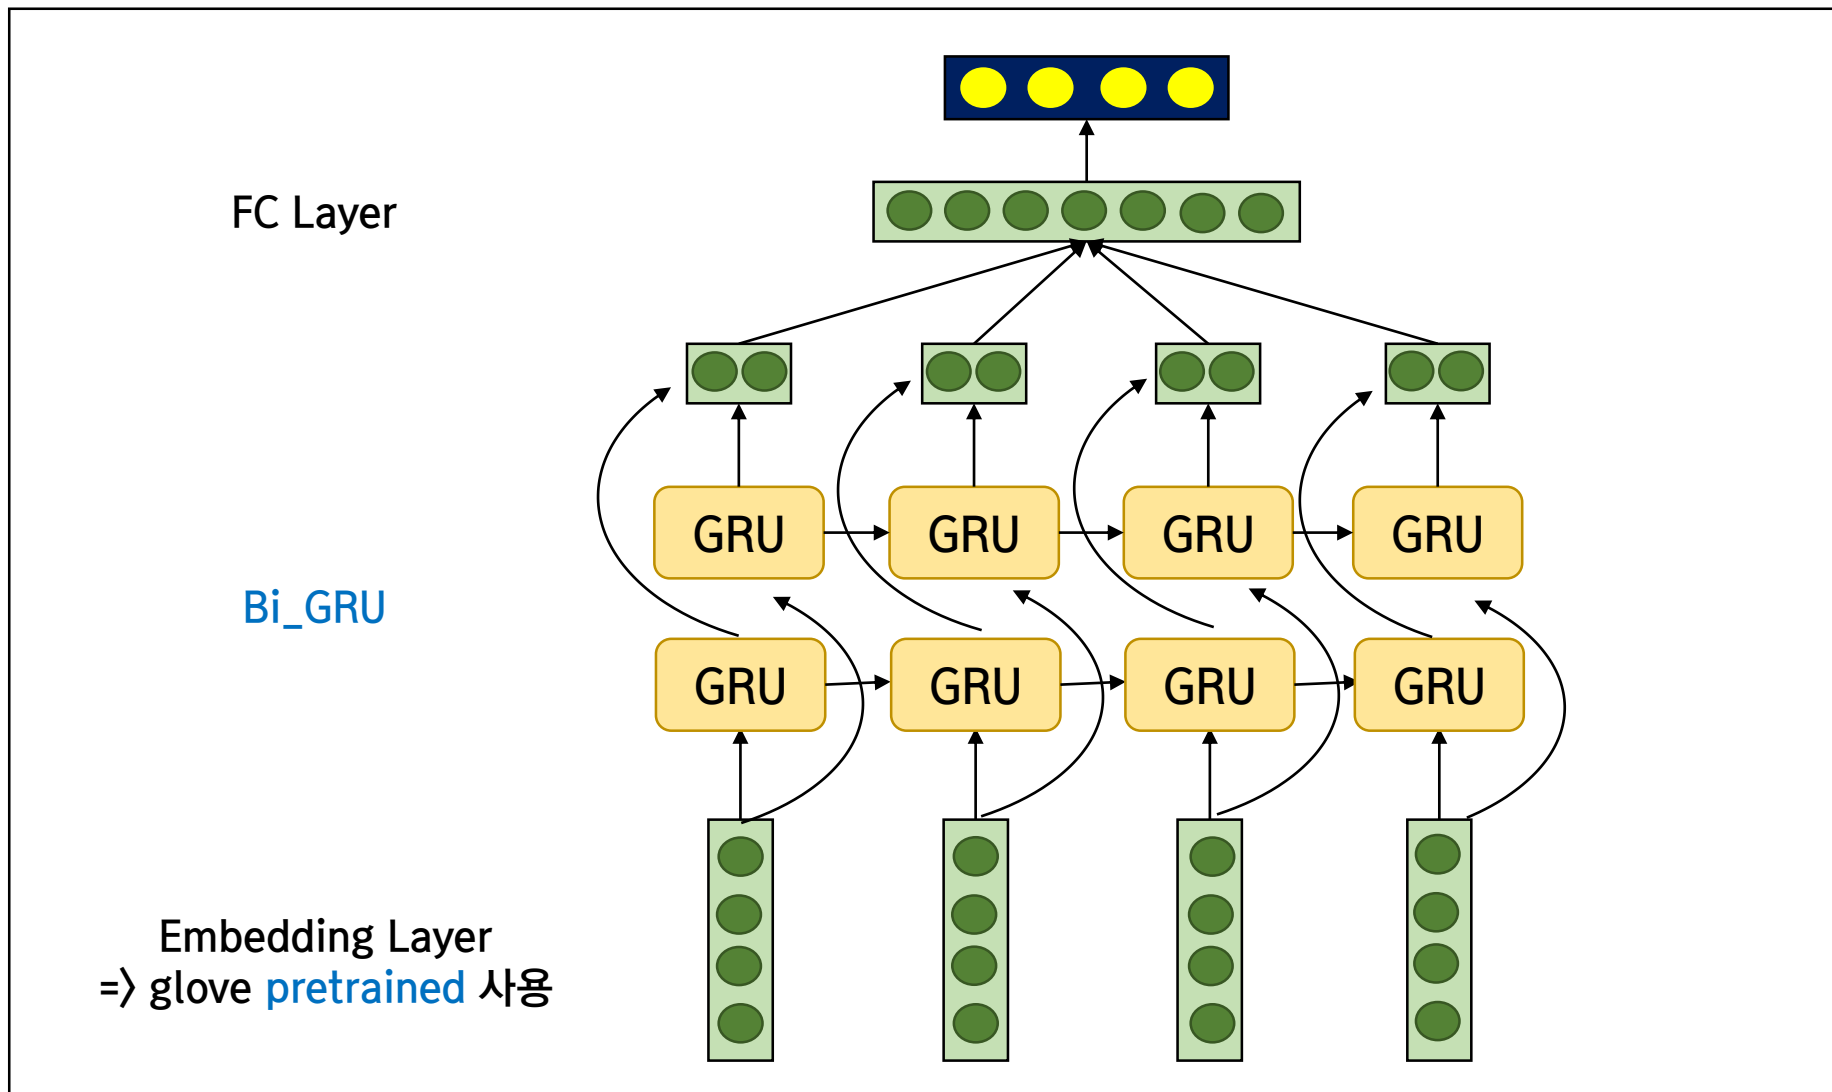 FC Layer
GRU GRU GRU GRU
Bi_GRU
GRU GRU GRU GRU
Embedding Layer
=> glove pretrained 사용